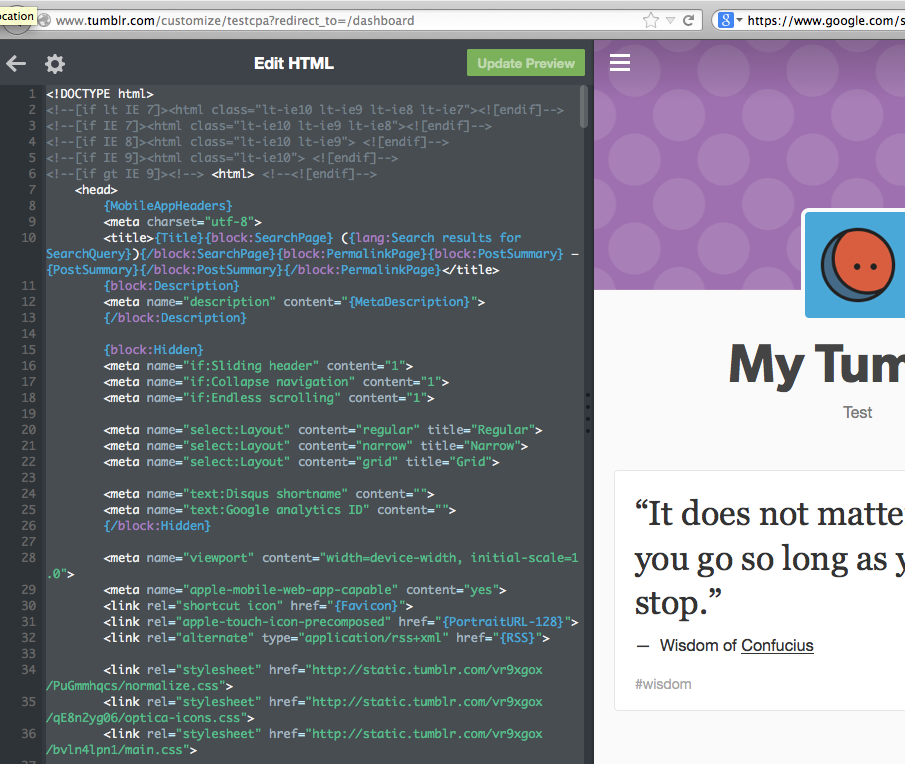 ocation
www.tumblr.com/customize/testcpa?redirect_to=/dashboard
8 https://www.google.com/s
Edit HTML
Update Preview
1 <!DOCTYPE html>
2 <!--[if lt IE 7]><html class="lt-ie10 lt-ie9 lt-ie8 lt-ie7"><![endif]-->
3 <!--[if IE 7]><html class="lt-ie10 lt-ie9 lt-ie8"><![endif]-->
4 <!--[if IE 8]><html class="lt-ie10 lt-ie9"> <![endif]-->
5 <!--[if IE 9]><html class="lt-ie10"> <![endif]-->
6 <!--[if gt IE 9]><!--> <html> <!--<![endif]-->
7 <head>
8 {MobileAppHeaders}
9 <meta charset="utf-8">
10 <title>{Title}{block:SearchPage} ({lang:Search results for
SearchQuery}){/block:SearchPage}{block:PermalinkPage}{block:PostSummary} —
{PostSummary}{/block:PostSummary}{/block:PermalinkPage}</title>
11 {block:Description}
12 <meta name="description" content="{MetaDescription}">
13 {/block:Description}
14
15 {block:Hidden}
16 <meta name="if:Sliding header" content="1">
17 <meta name="if:Collapse navigation" content="1">
18 <meta name="if:Endless scrolling" content="1">
19
20 <meta name="select:Layout" content="regular" title="Regular">
21 <meta name="select:Layout" content="narrow" title="Narrow">
22 <meta name="select:Layout" content="grid" title="Grid">
23
24 <meta name="text:Disqus shortname" content="">
25 <meta name="text:Google analytics ID" content="">
26 {/block:Hidden}
27
28 <meta name="viewport" content="width=device-width, initial-scale=1
.0">
29 <meta name="apple-mobile-web-app-capable" content="yes">
30 <link rel="shortcut icon" href="{Favicon}">
31 <link rel="apple-touch-icon-precomposed" href="{PortraitURL-128}">
32 <link rel="alternate" type="application/rss+xml" href="{RSS}">
33
34 <link rel="stylesheet" href="http://static.tumblr.com/vr9xgox
/PuGmmhqcs/normalize.css">
35 <link rel="stylesheet" href="http://static.tumblr.com/vr9xgox
/qE8n2yg06/optica-icons.css">
36 <link rel="stylesheet" href="http://static.tumblr.com/vr9xgox
/bvln4lpn1/main.css">
My Tum
Test
“It does not matte
you go so long as y
stop.”
— Wisdom of Confucius
#wisdom